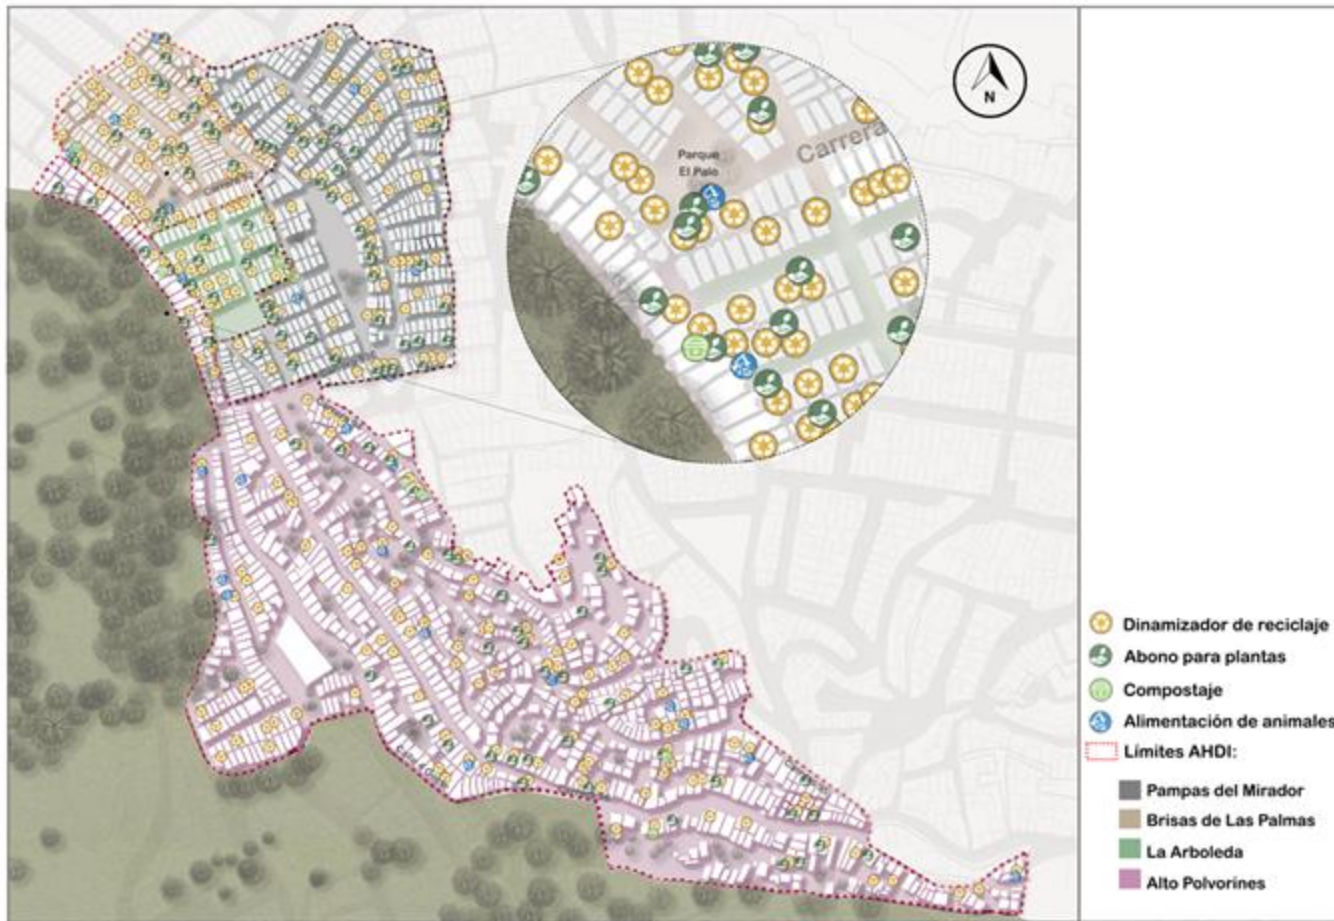 N
Parque
El Palo
Carrera
Dinamizador de reciclaje
Abono para plantas
Compostaje
Alimentación de animales
Límites AHDI:
Pampas del Mirador
Brisas de Las Palmas
La Arboleda
Alto Polvorines